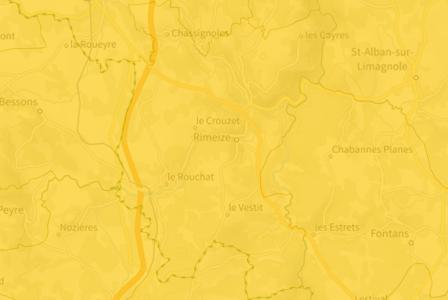 Chassignoles
les Cayres
ont
la Roueyre
St-Alban-sur-
Limagnole
Bessons
le Crouzet
Rimeize
Chabannes Planes
le Rouchat
Peyre
le Vestit
Nozières
les Estrets
Fontans